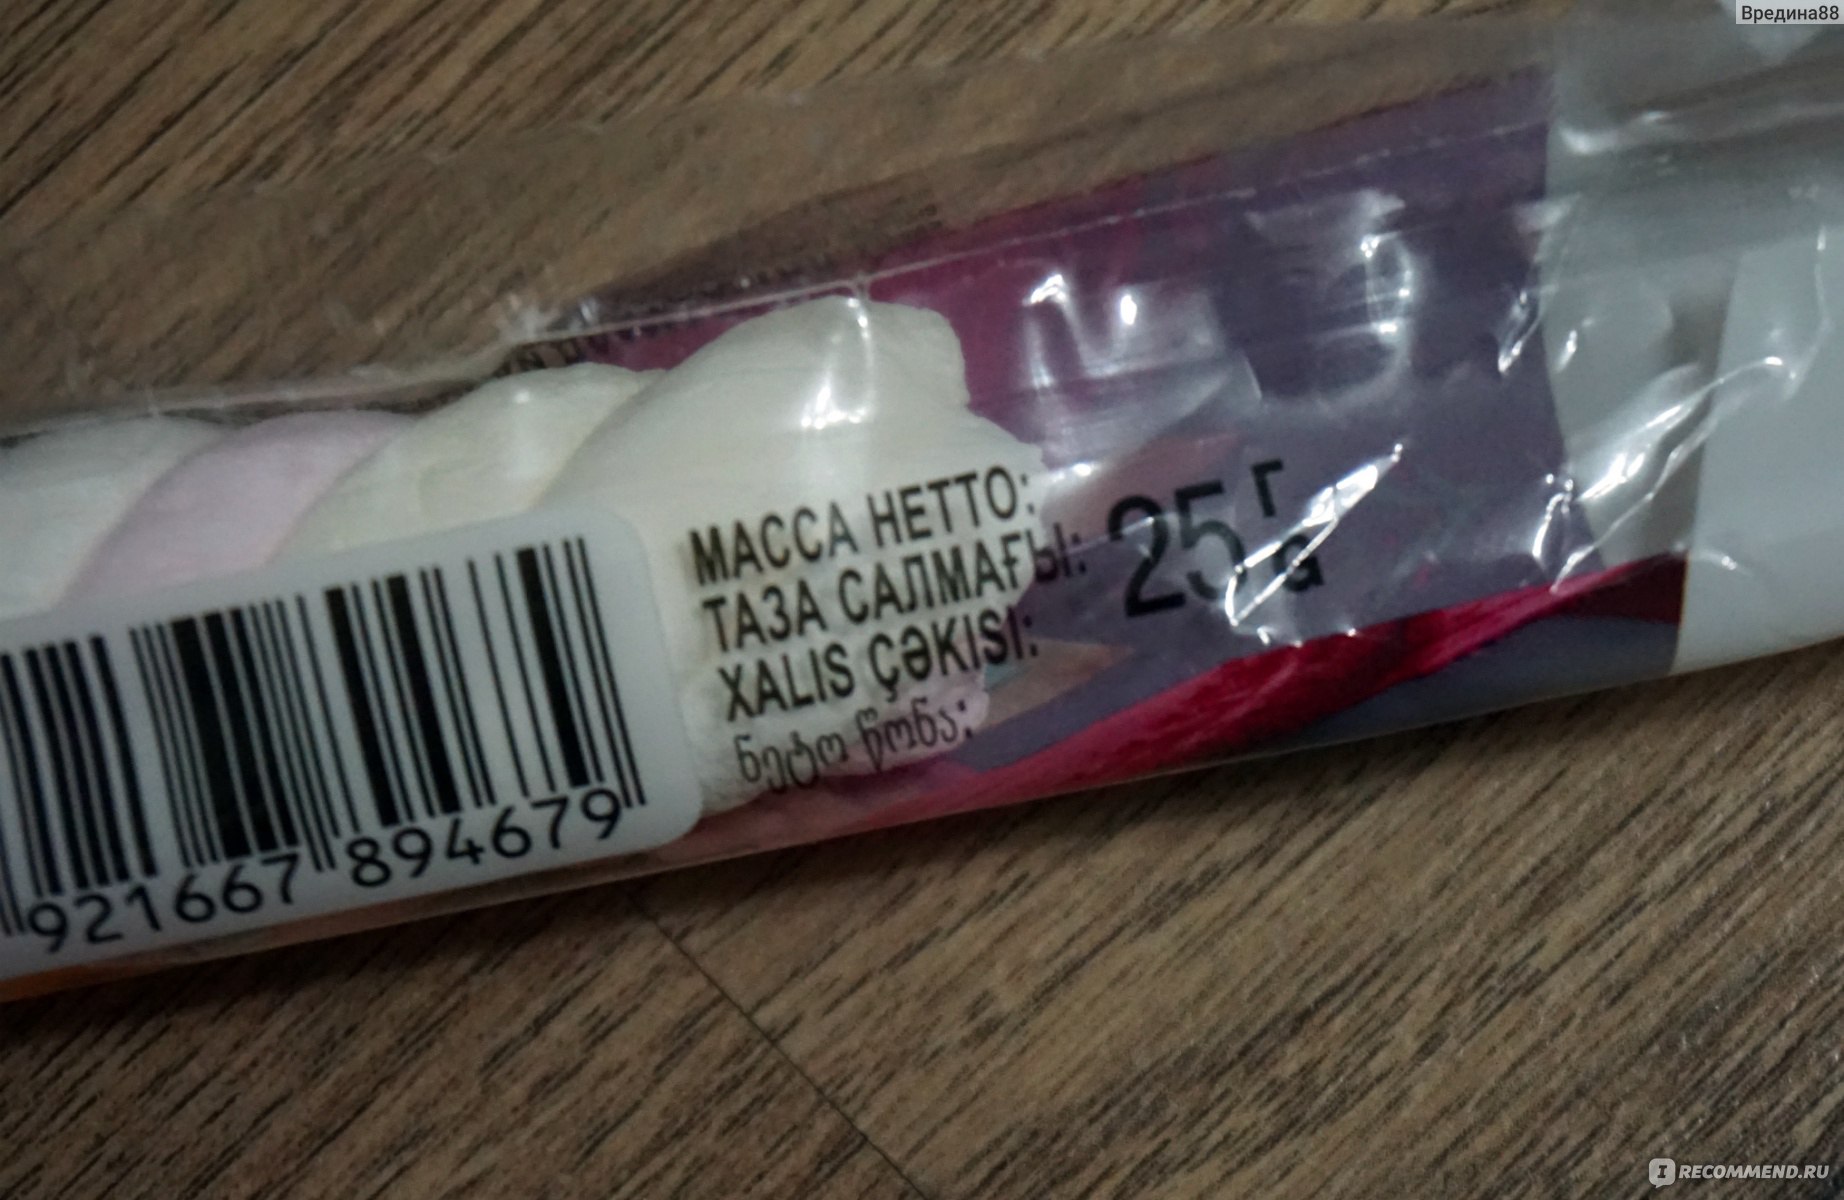 Вредина88
МАССА НЕТТО:
ТАЗА САЛМАҒЫ: 25 г
XALIS ÇƏKISI: G
ნეტო წონა:
921667 894679
RECOMMEND.RU